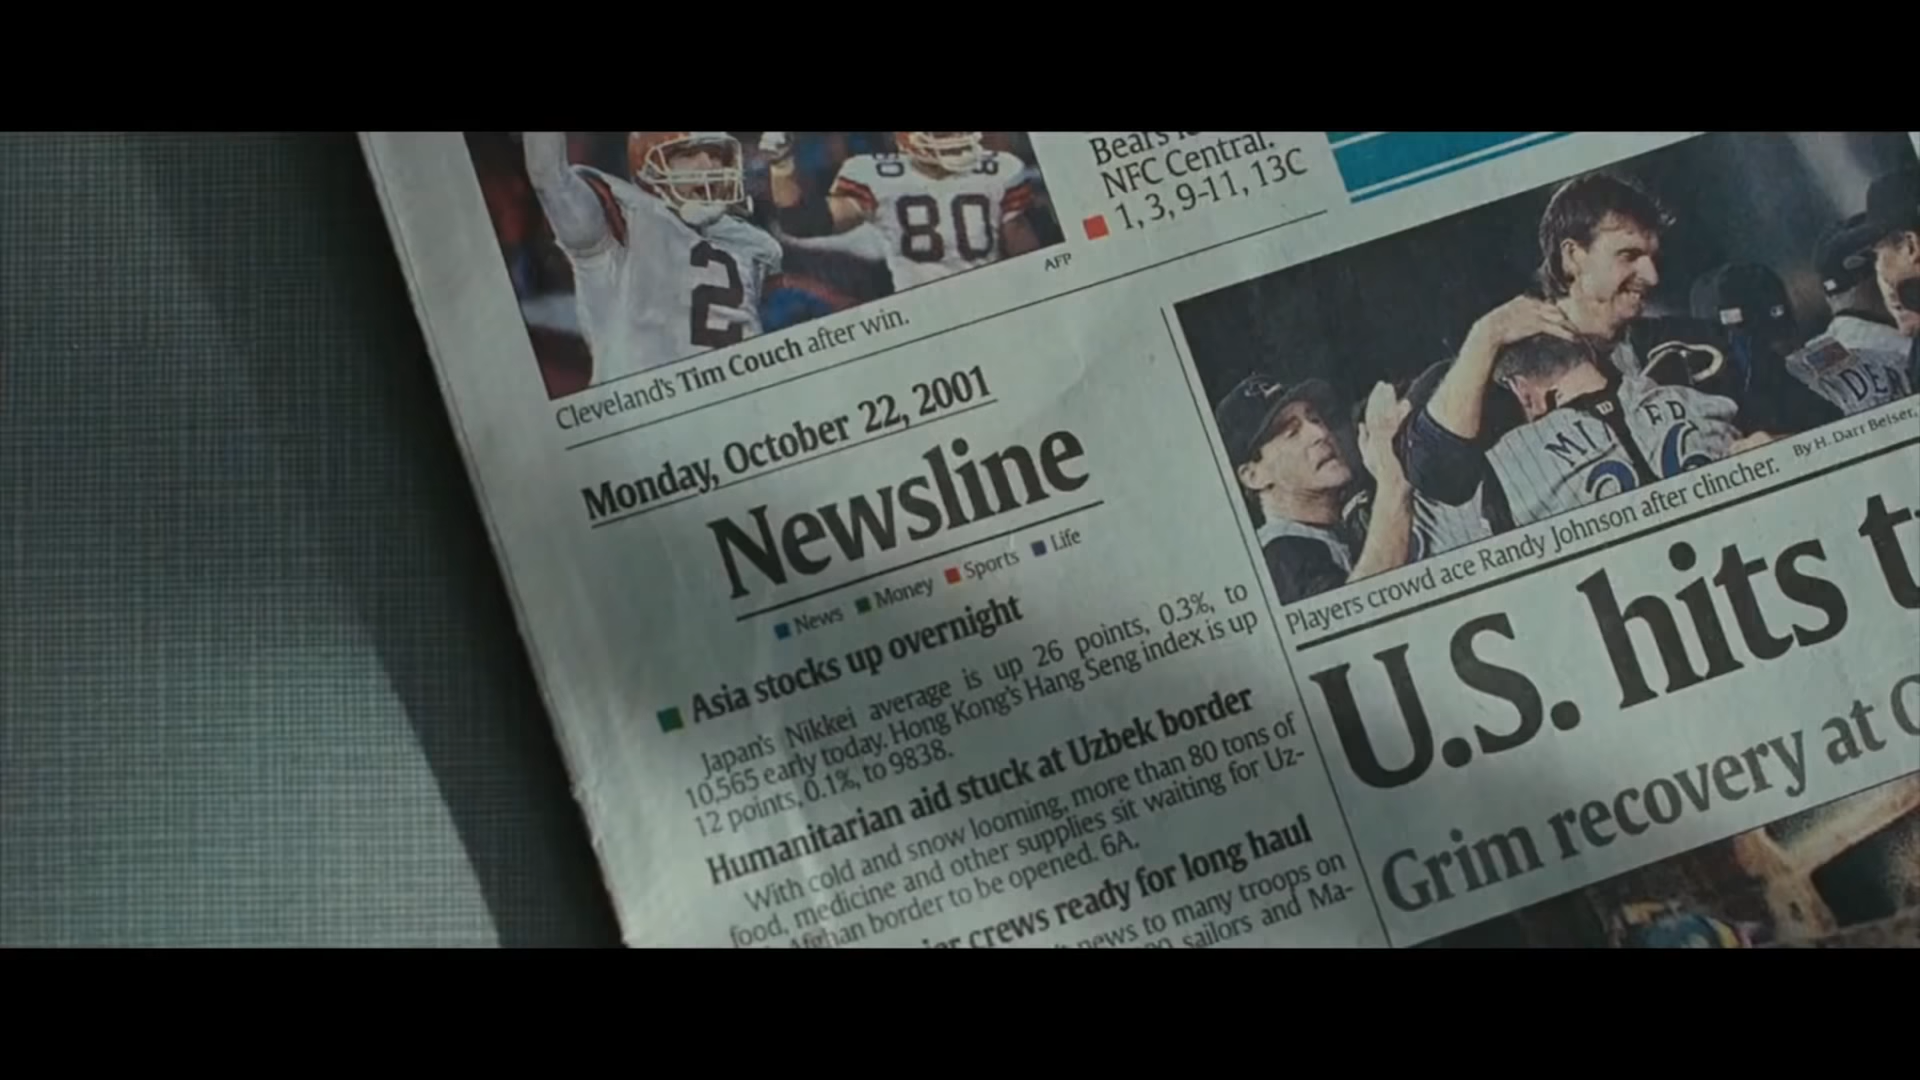 Bears
NFC Central.
1, 3, 9-11, 13C
80
2
AFP
Cleveland's Tim Couch after win.
Monday, October 22, 2001
Newsline
News Money Sports Life
Asia stocks up overnight
Japan's Nikkei average is up 26 points, 0.3%, to
10,565 early today. Hong Kong's Hang Seng index is up
12 points, 0.1%, to 9838.
Humanitarian aid stuck at Uzbek border
With cold and snow looming, more than 80 tons of
food, medicine and other supplies sit waiting for Uz-
Afghan border to be opened. 6A.
crews ready for long haul
news to many troops on
sailors and Ma-
By H. Darr Beiser,
Players crowd ace Randy Johnson after clincher.
U.S. hits
Grim recovery at